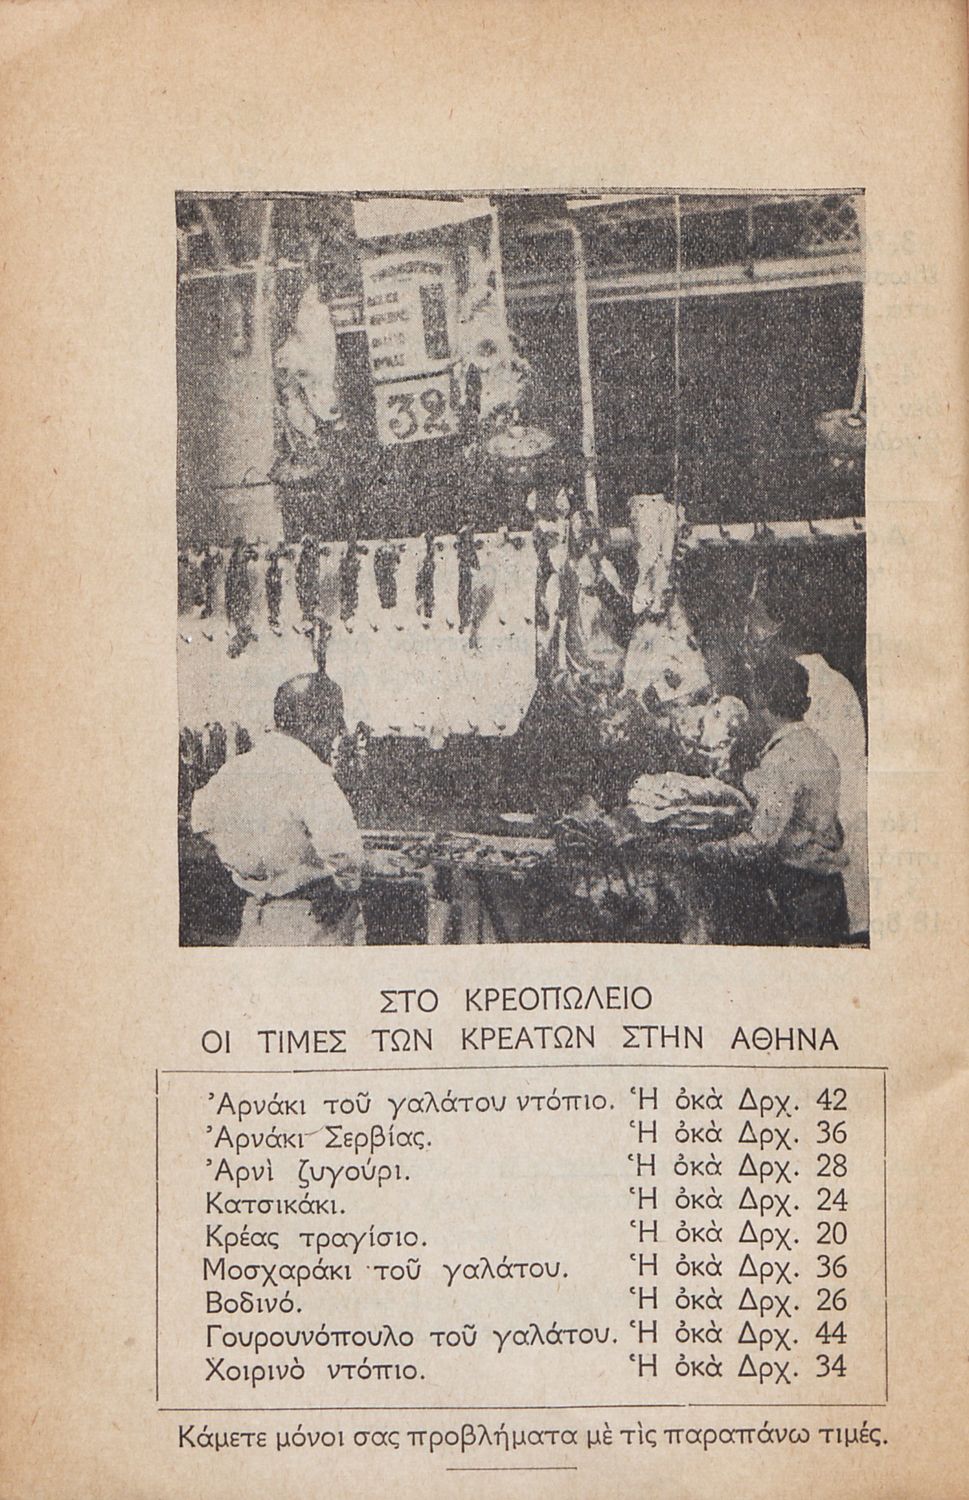 32
ΣΤΟ ΚΡΕΟΠΩΛΕΙΟ
ΟΙ ΤΙΜΕΣ ΤΩΝ ΚΡΕΑΤΩΝ ΣΤΗΝ ΑΘΗΝΑ
Ἀρνάκι τοῦ γαλάτου ντόπιο. Ἡ ὀκὰ Δρχ. 42
Ἀρνάκι Σερβίας. Ἡ ὀκὰ Δρχ. 36
Ἀρνὶ ζυγούρι. Ἡ ὀκὰ Δρχ. 28
Κατσικάκι. Ἡ ὀκὰ Δρχ. 24
Κρέας τραγίσιο. Ἡ ὀκὰ Δρχ. 20
Μοσχαράκι τοῦ γαλάτου. Ἡ ὀκὰ Δρχ. 36
Βοδινό. Ἡ ὀκὰ Δρχ. 26
Γουρουνόπουλο τοῦ γαλάτου. Ἡ ὀκὰ Δρχ. 44
Χοιρινὸ ντόπιο. Ἡ ὀκὰ Δρχ. 34
Κάμετε μόνοι σας προβλήματα μὲ τὶς παραπάνω τιμές.